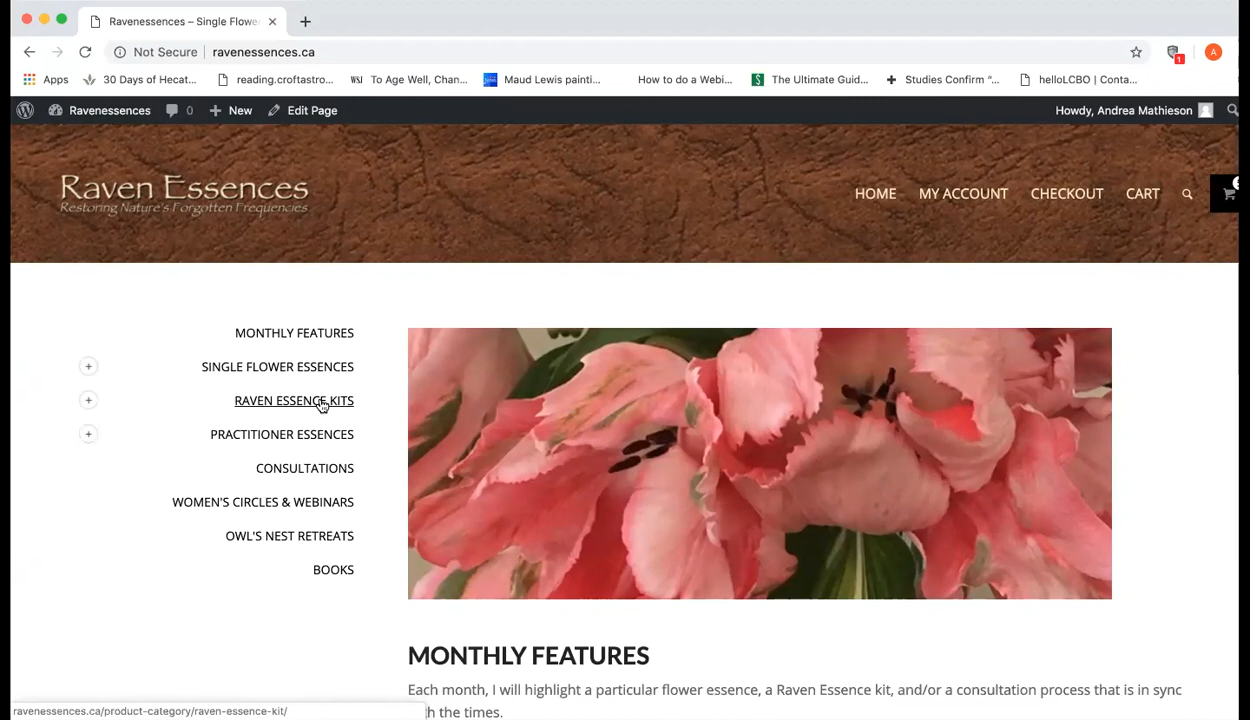 Ravenessences – Single Flowe
Not Secure
ravenessences.ca
A
1
Apps
30 Days of Hecat...
reading.croftastro...
WSJ To Age Well, Chan...
Maud Lewis painti...
How to do a Webi...
The Ultimate Guid...
Studies Confirm "...
helloLCBO | Conta...
Ravenessences
0
New
Edit Page
Howdy, Andrea Mathieson
Raven Essences
Restoring Nature's Forgotten Frequencies
HOME
MY ACCOUNT
CHECKOUT
CART
MONTHLY FEATURES
SINGLE FLOWER ESSENCES
RAVEN ESSENCE KITS
PRACTITIONER ESSENCES
CONSULTATIONS
WOMEN'S CIRCLES & WEBINARS
OWL'S NEST RETREATS
BOOKS
MONTHLY FEATURES
Each month, I will highlight a particular flower essence, a Raven Essence kit, and/or a consultation process that is in sync
the times.
ravenessences.ca/product-category/raven-essence-kit/